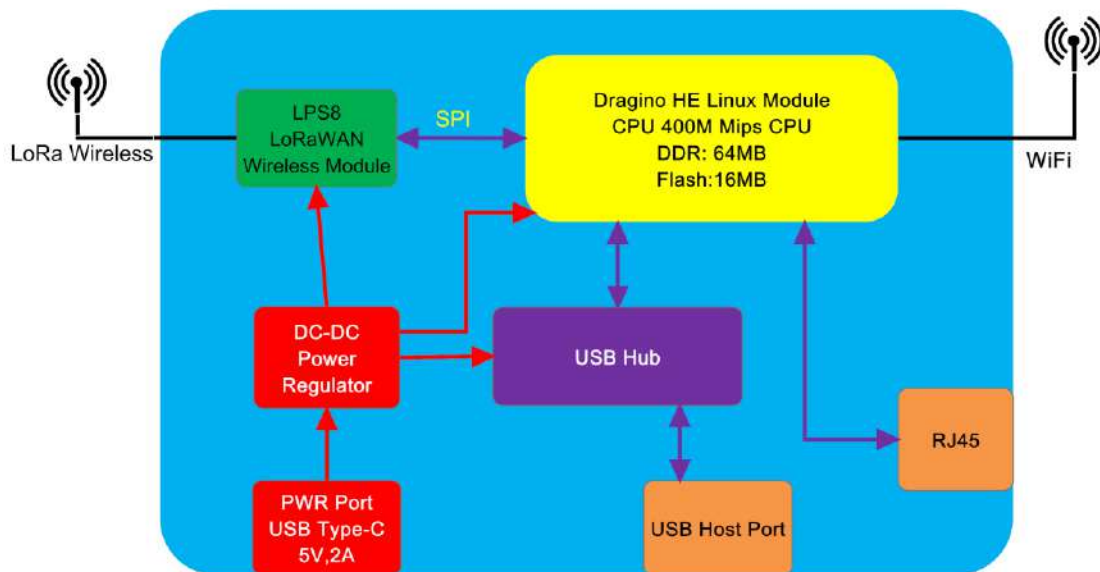 LPS8
LoRaWAN
Wireless Module
SPI
Dragino HE Linux Module
CPU 400M Mips CPU
DDR: 64MB
Flash:16MB
LoRa Wireless
WiFi
DC-DC
Power
Regulator
USB Hub
RJ45
PWR Port
USB Type-C
5V,2A
USB Host Port